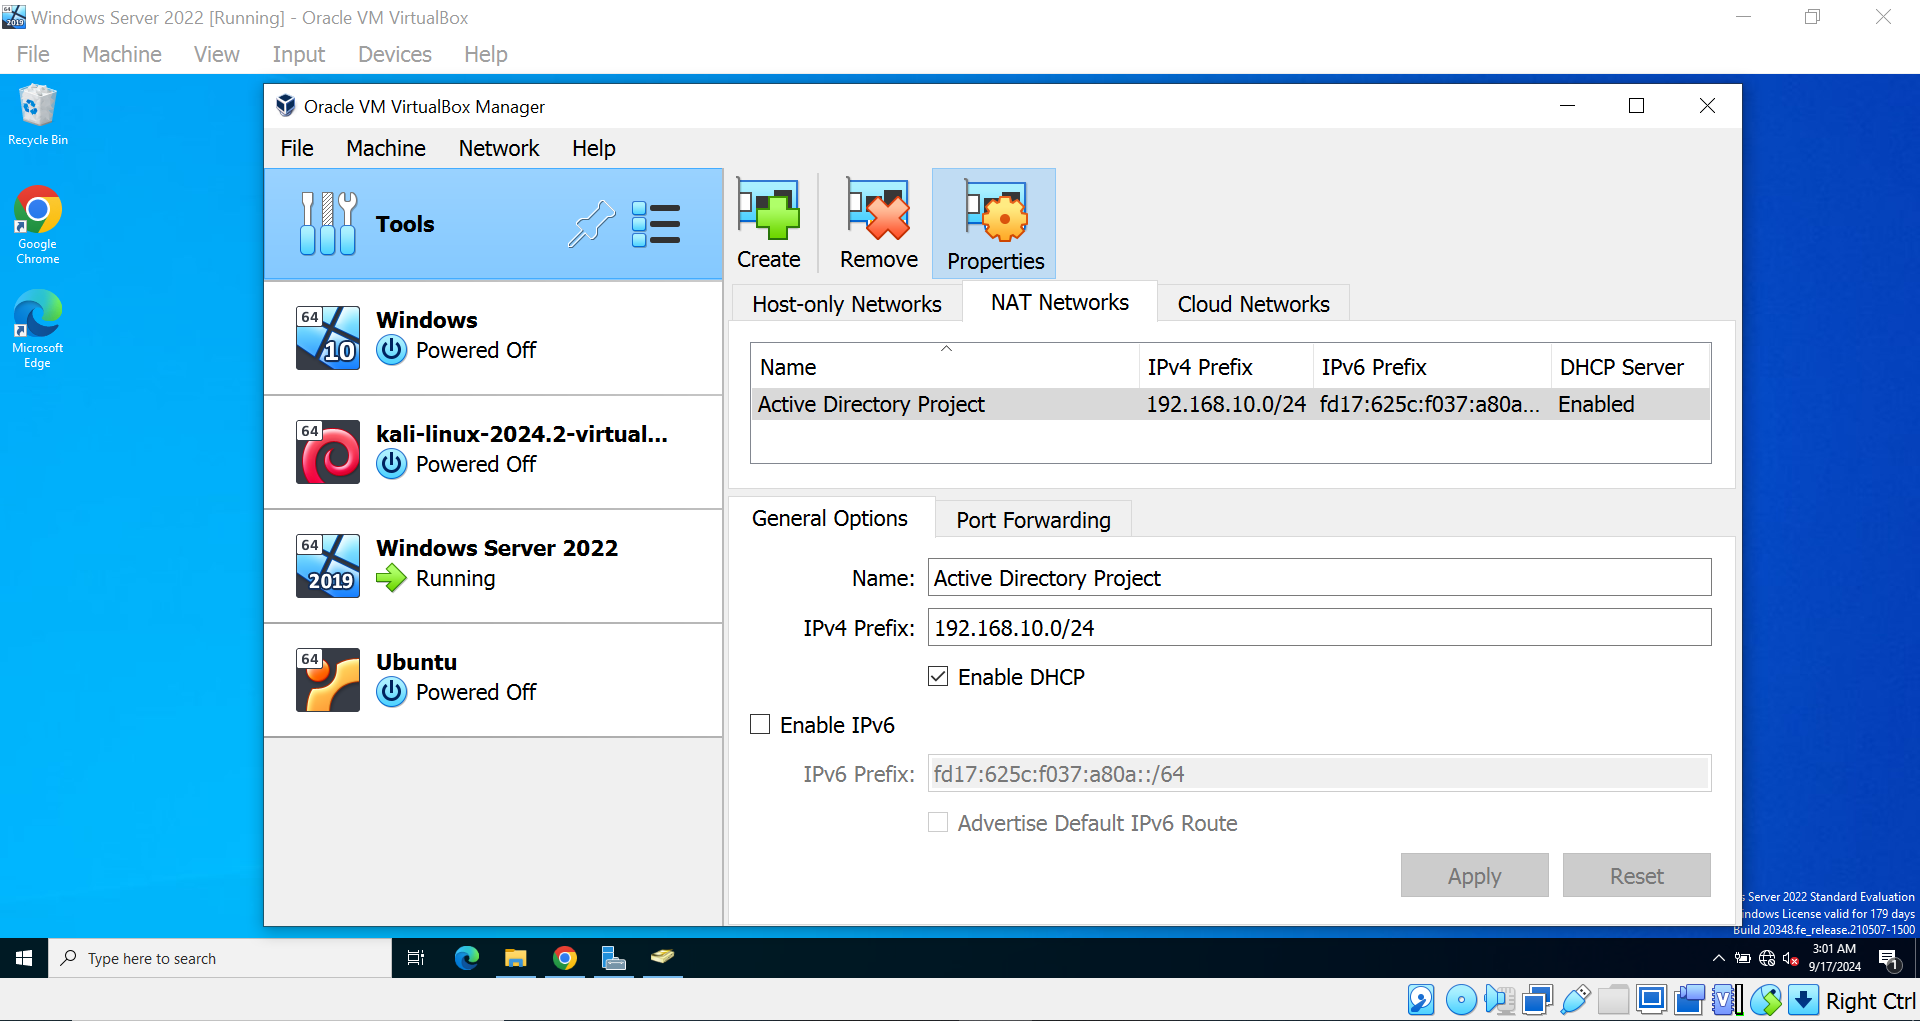 Windows Server 2022 [Running] - Oracle VM VirtualBox
File Machine View Input Devices Help
Recycle Bin
Google
Chrome
Microsoft
Edge
Oracle VM VirtualBox Manager
File Machine Network Help
Tools
64
10
Windows
Powered Off
64
kali-linux-2024.2-virtual...
Powered Off
64
2019
Windows Server 2022
Running
64
Ubuntu
Powered Off
Create Remove Properties
Host-only Networks NAT Networks Cloud Networks
Name IPv4 Prefix IPv6 Prefix DHCP Server
Active Directory Project 192.168.10.0/24 fd17:625c:f037:a80a... Enabled
General Options Port Forwarding
Name: Active Directory Project
IPv4 Prefix: 192.168.10.0/24
Enable DHCP
Enable IPv6
IPv6 Prefix: fd17:625c:f037:a80a::/64
Advertise Default IPv6 Route
Apply Reset
s Server 2022 Standard Evaluation
indows License valid for 179 days
Build 20348.fe_release.210507-1500
Type here to search
3:01 AM
9/17/2024
1
Right Ctrl